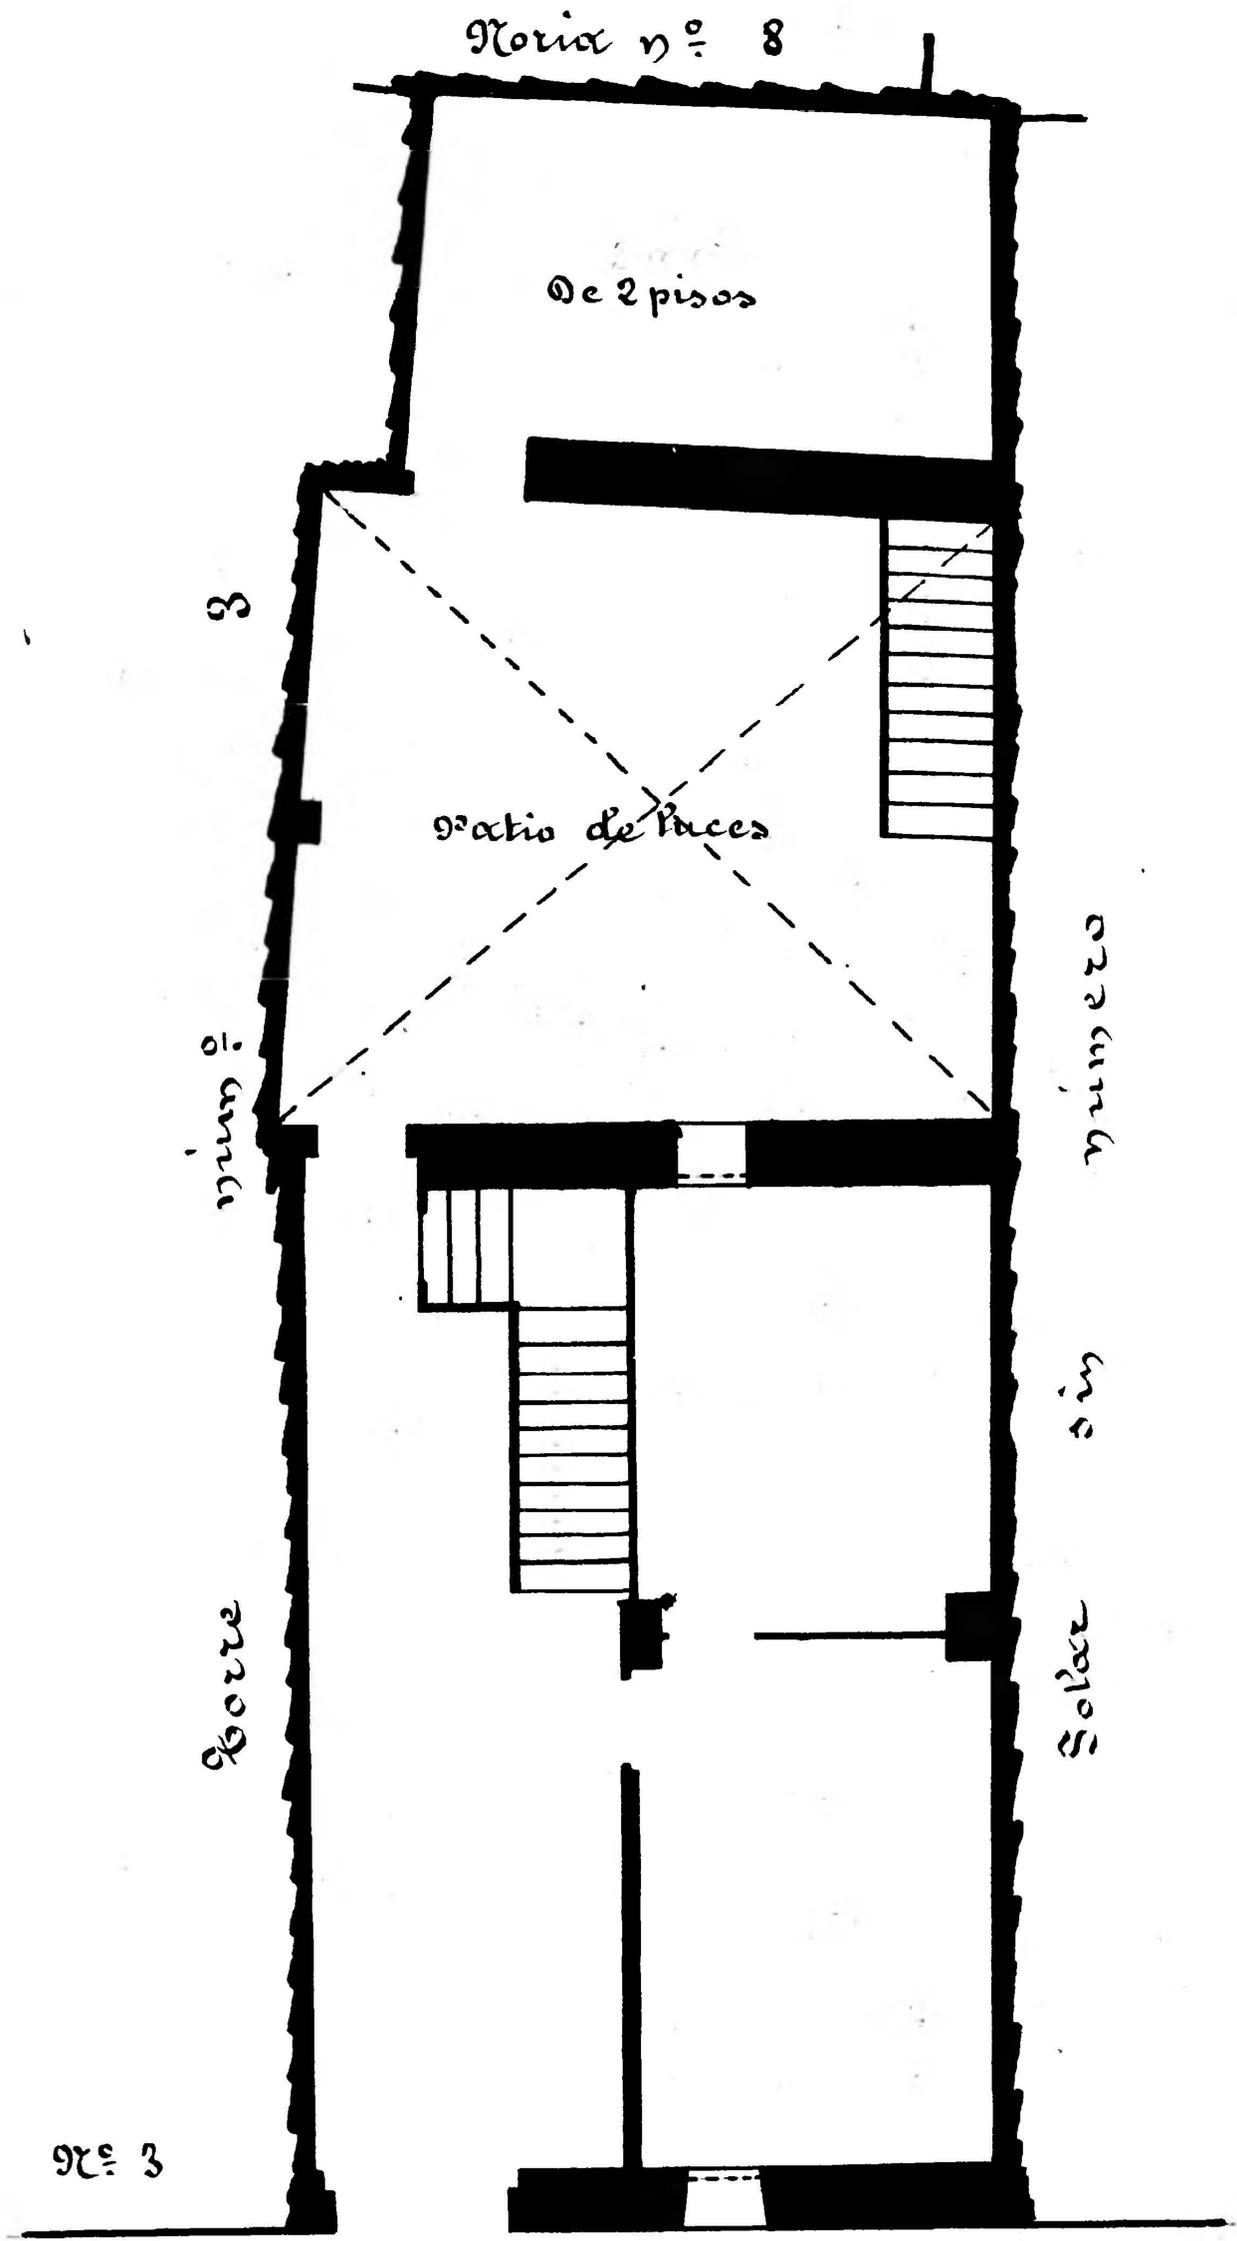 Noria nº 8
De 2 pisos
Patio de luces
Torre núm º 3
Solar sin número
Nº 3